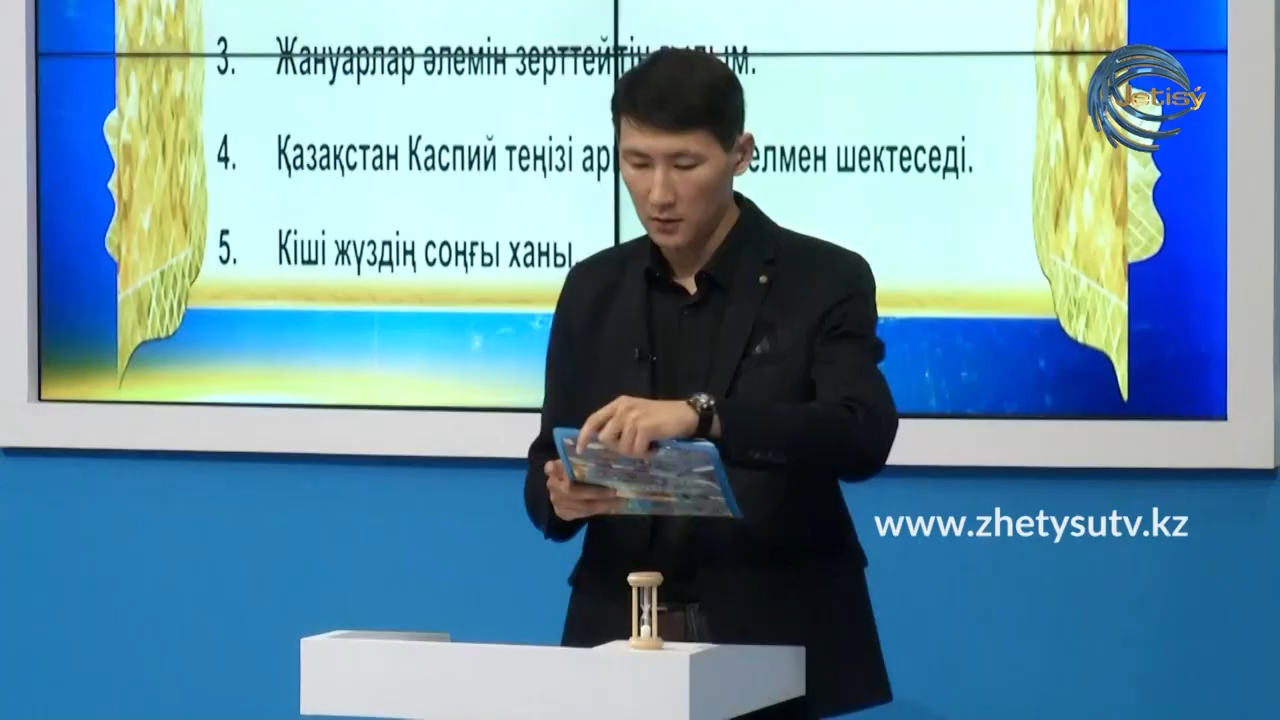 3. Жануарлар әлемін зерттейтін ғылым.
Jetisý
4. Қазақстан Каспий теңізі елмен шектеседі.
5. Кіші жүздің соңғы ханы.
www.zhetysutv.kz